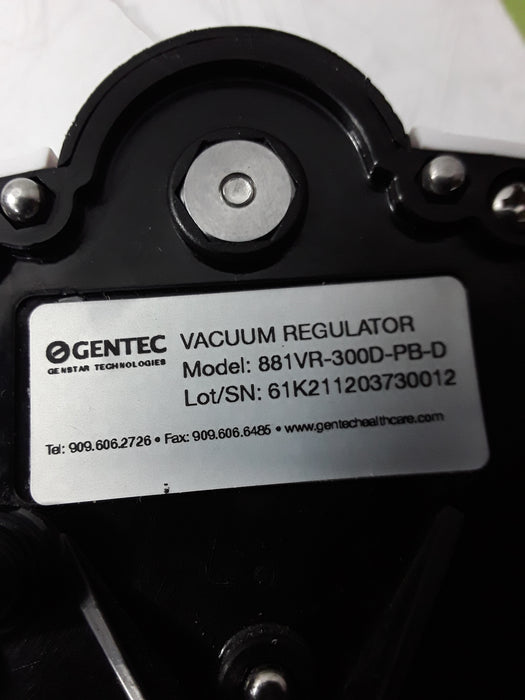 GENTEC
GENSTAR TECHNOLOGIES
VACUUM REGULATOR
Model: 881VR-300D-PB-D
Lot/SN: 61K211203730012
Tel: 909.606.2726 • Fax: 909.606.6485 • www.gentechealthcare.com